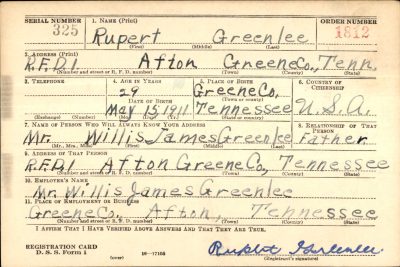 SERIAL NUMBER 1. NAME (Print) ORDER NUMBER
325 Rupert Greenlee 1812
(First) (Middle) (Last)
2. ADDRESS (Print)
R.F.D.1 Afton Greene Co., Tenn.
(Number and street or R. F. D. number) (Town) (County) (State)
3. TELEPHONE 4. AGE IN YEARS 5. PLACE OF BIRTH 6. COUNTRY OF CITIZENSHIP
29 Greene Co.,
DATE OF BIRTH (Town or county)
May 15, 1911 Tennessee U.S.A.
(Exchange) (Number) (Mo.) (Day) (Yr.) (State or country)
7. NAME OF PERSON WHO WILL ALWAYS KNOW YOUR ADDRESS 8. RELATIONSHIP OF THAT PERSON
Mr. Willis James Greenlee Father
(Mr., Mrs., Miss) (First) (Middle) (Last)
9. ADDRESS OF THAT PERSON
R.F.D.1 Afton Greene Co, Tennessee
(Number and street or R. F. D. number) (Town) (County) (State)
10. EMPLOYER'S NAME
Mr. Willis James Greenlee
11. PLACE OF EMPLOYMENT OR BUSINESS
Greene Co., Afton, Tennessee
(Number and street or R. F. D. number) (Town) (County) (State)
I AFFIRM THAT I HAVE VERIFIED ABOVE ANSWERS AND THAT THEY ARE TRUE.
REGISTRATION CARD
D. S. S. Form 1 (over) 16—17105 Rupert Greenlee
(Registrant's signature)